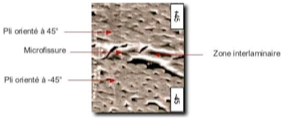 Pli orienté à 45°
Microfissure
Zone interlaminaire
Pli orienté à -45°